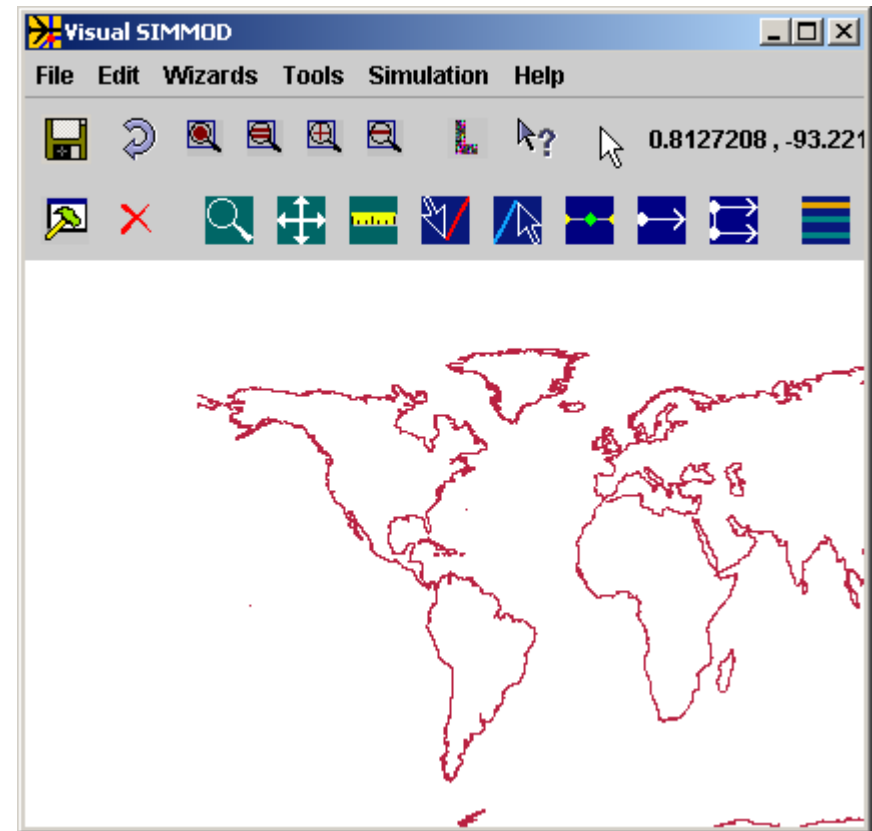 Visual SIMMOD
File Edit Wizards Tools Simulation Help
L ? 0.8127208 , -93.221